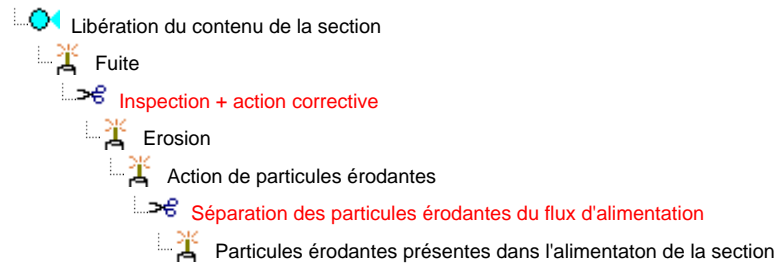 Libération du contenu de la section
Fuite
Inspection + action corrective
Erosion
Action de particules érodantes
Séparation des particules érodantes du flux d'alimentation
Particules érodantes présentes dans l'alimentaton de la section